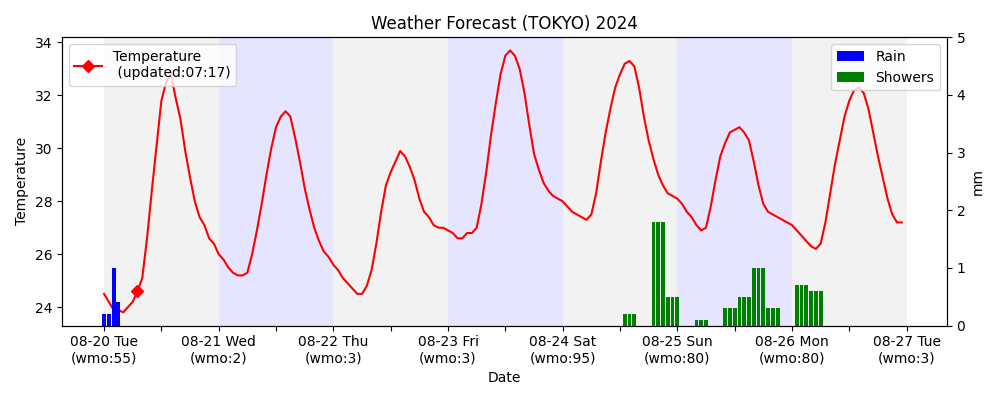 Weather Forecast (TOKYO) 2024
Temperature
(updated:07:17)
Rain
Showers
34
32
30
28
26
24
Temperature
5
4
3
2
1
0
mm
08-20 Tue
(wmo:55)
08-21 Wed
(wmo:2)
08-22 Thu
(wmo:3)
08-23 Fri
(wmo:3)
08-24 Sat
(wmo:95)
08-25 Sun
(wmo:80)
08-26 Mon
(wmo:80)
08-27 Tue
(wmo:3)
Date